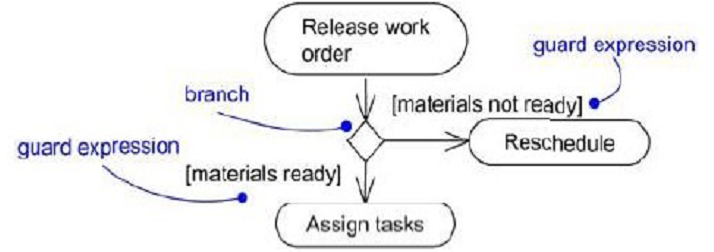 Release work
order
guard expression
branch
[materials not ready]
Reschedule
guard expression
[materials ready]
Assign tasks